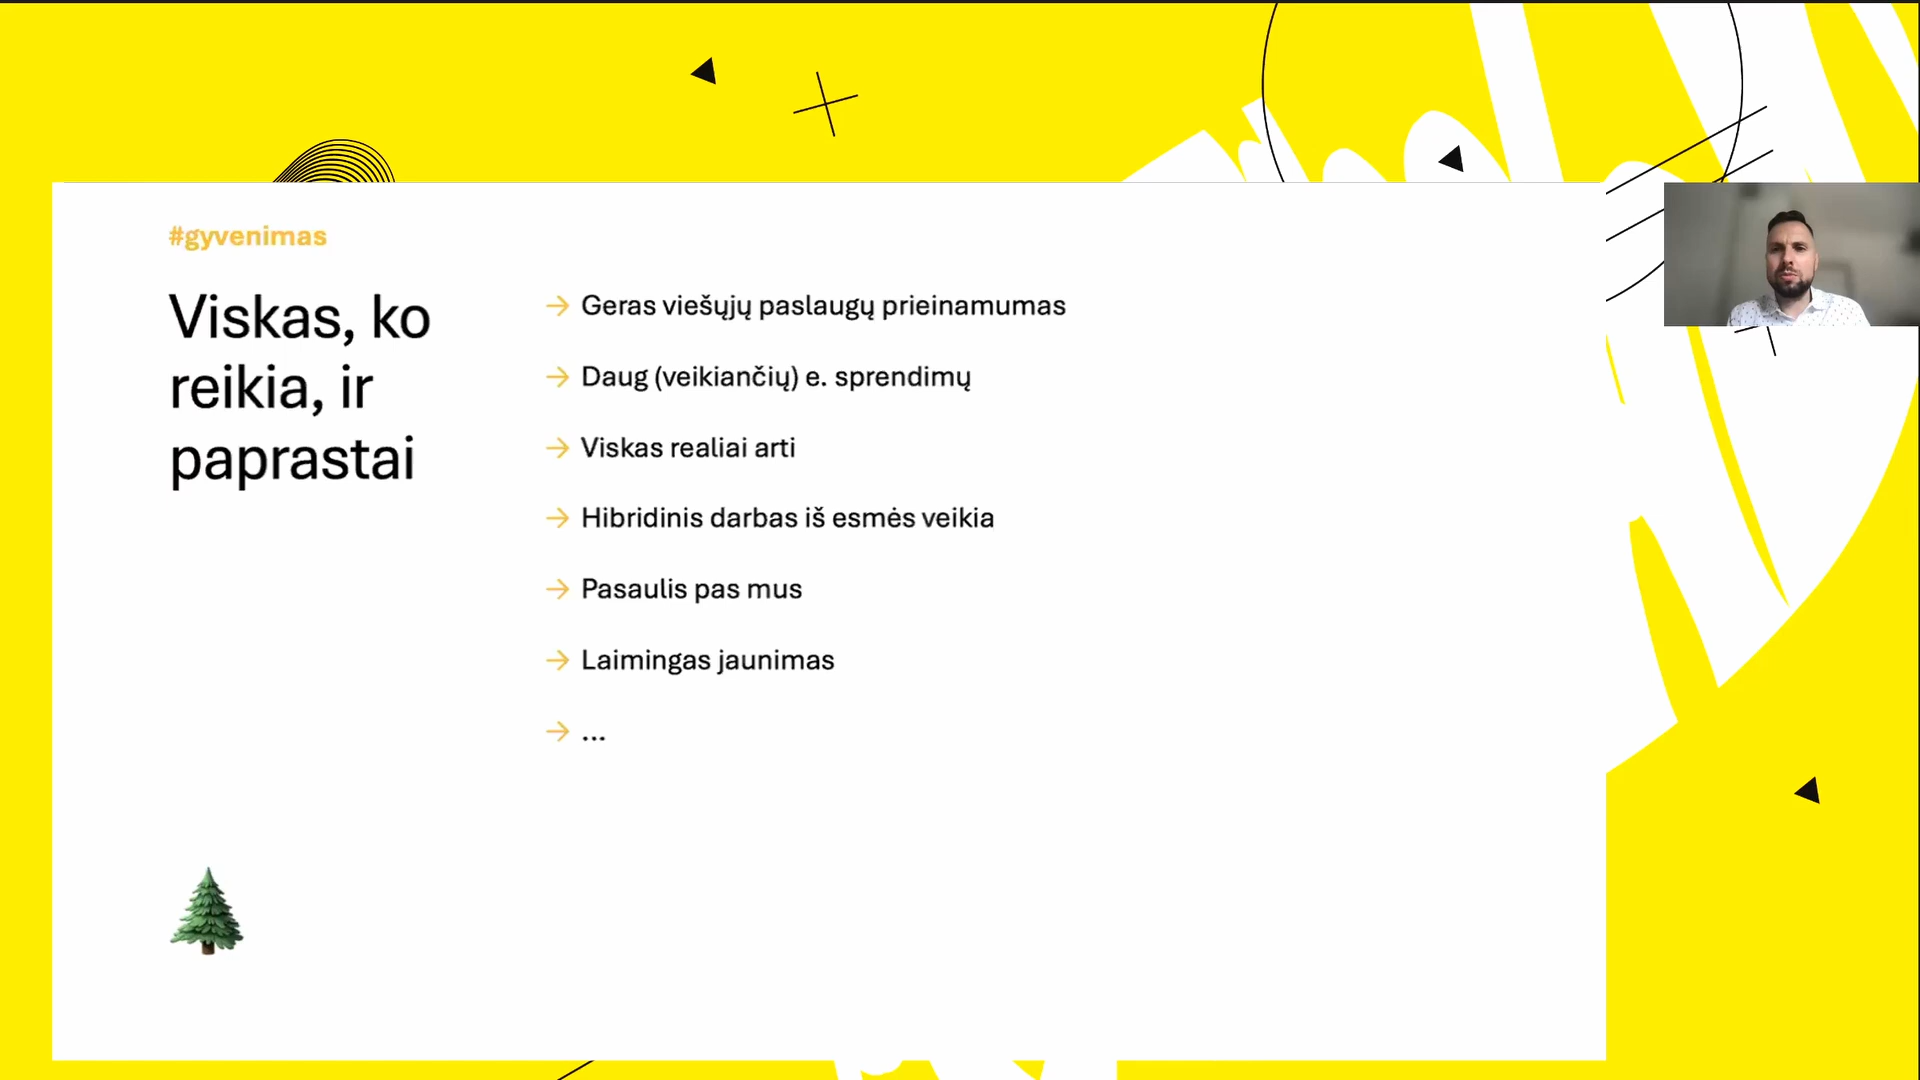 #gyvenimas
Viskas, ko
reikia, ir
paprastai
→ Geras viešųjų paslaugų prieinamumas
→ Daug (veikiančių) e. sprendimų
→ Viskas realiai arti
→ Hibridinis darbas iš esmės veikia
→ Pasaulis pas mus
→ Laimingas jaunimas
→ ...